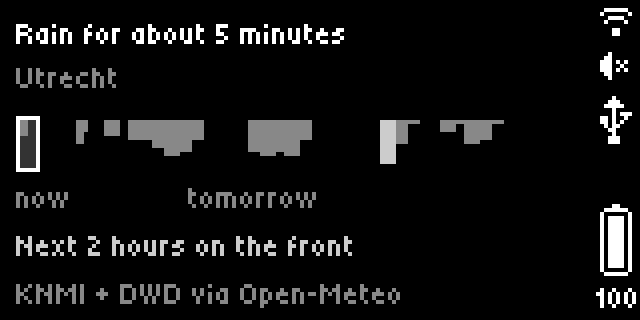 Rain for about 5 minutes
Utrecht
now tomorrow
Next 2 hours on the front
KNMI + DWD via Open-Meteo
100